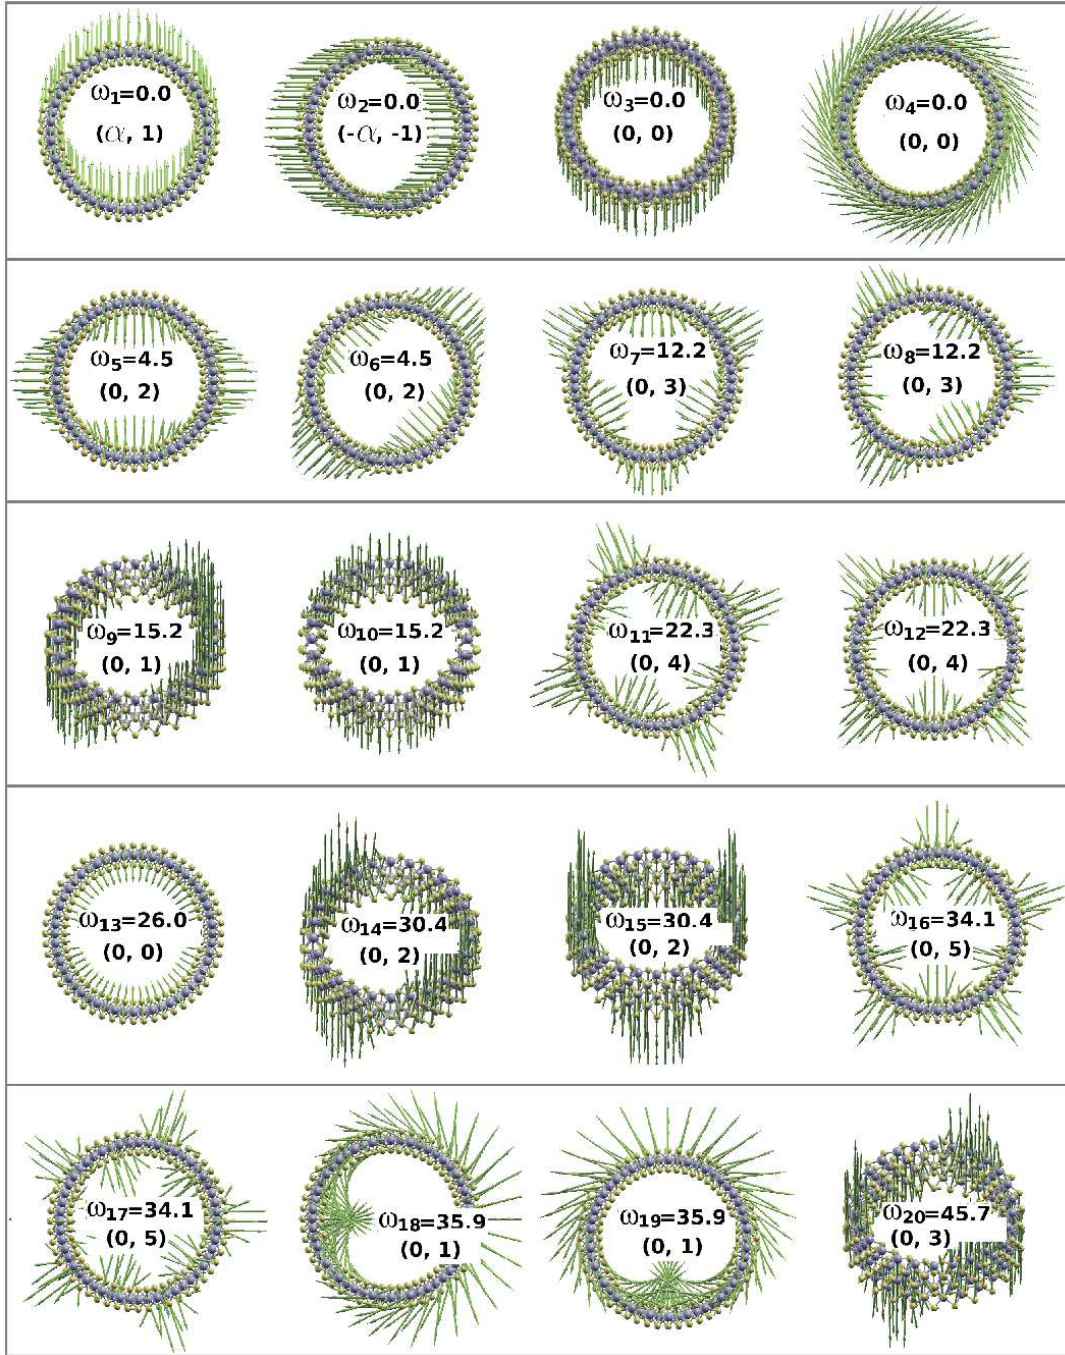 ω1=0.0
(α, 1)
ω2=0.0
(-α, -1)
ω3=0.0
(0, 0)
ω4=0.0
(0, 0)
ω5=4.5
(0, 2)
ω6=4.5
(0, 2)
ω7=12.2
(0, 3)
ω8=12.2
(0, 3)
ω9=15.2
(0, 1)
ω10=15.2
(0, 1)
ω11=22.3
(0, 4)
ω12=22.3
(0, 4)
ω13=26.0
(0, 0)
ω14=30.4
(0, 2)
ω15=30.4
(0, 2)
ω16=34.1
(0, 5)
ω17=34.1
(0, 5)
ω18=35.9
(0, 1)
ω19=35.9
(0, 1)
ω20=45.7
(0, 3)